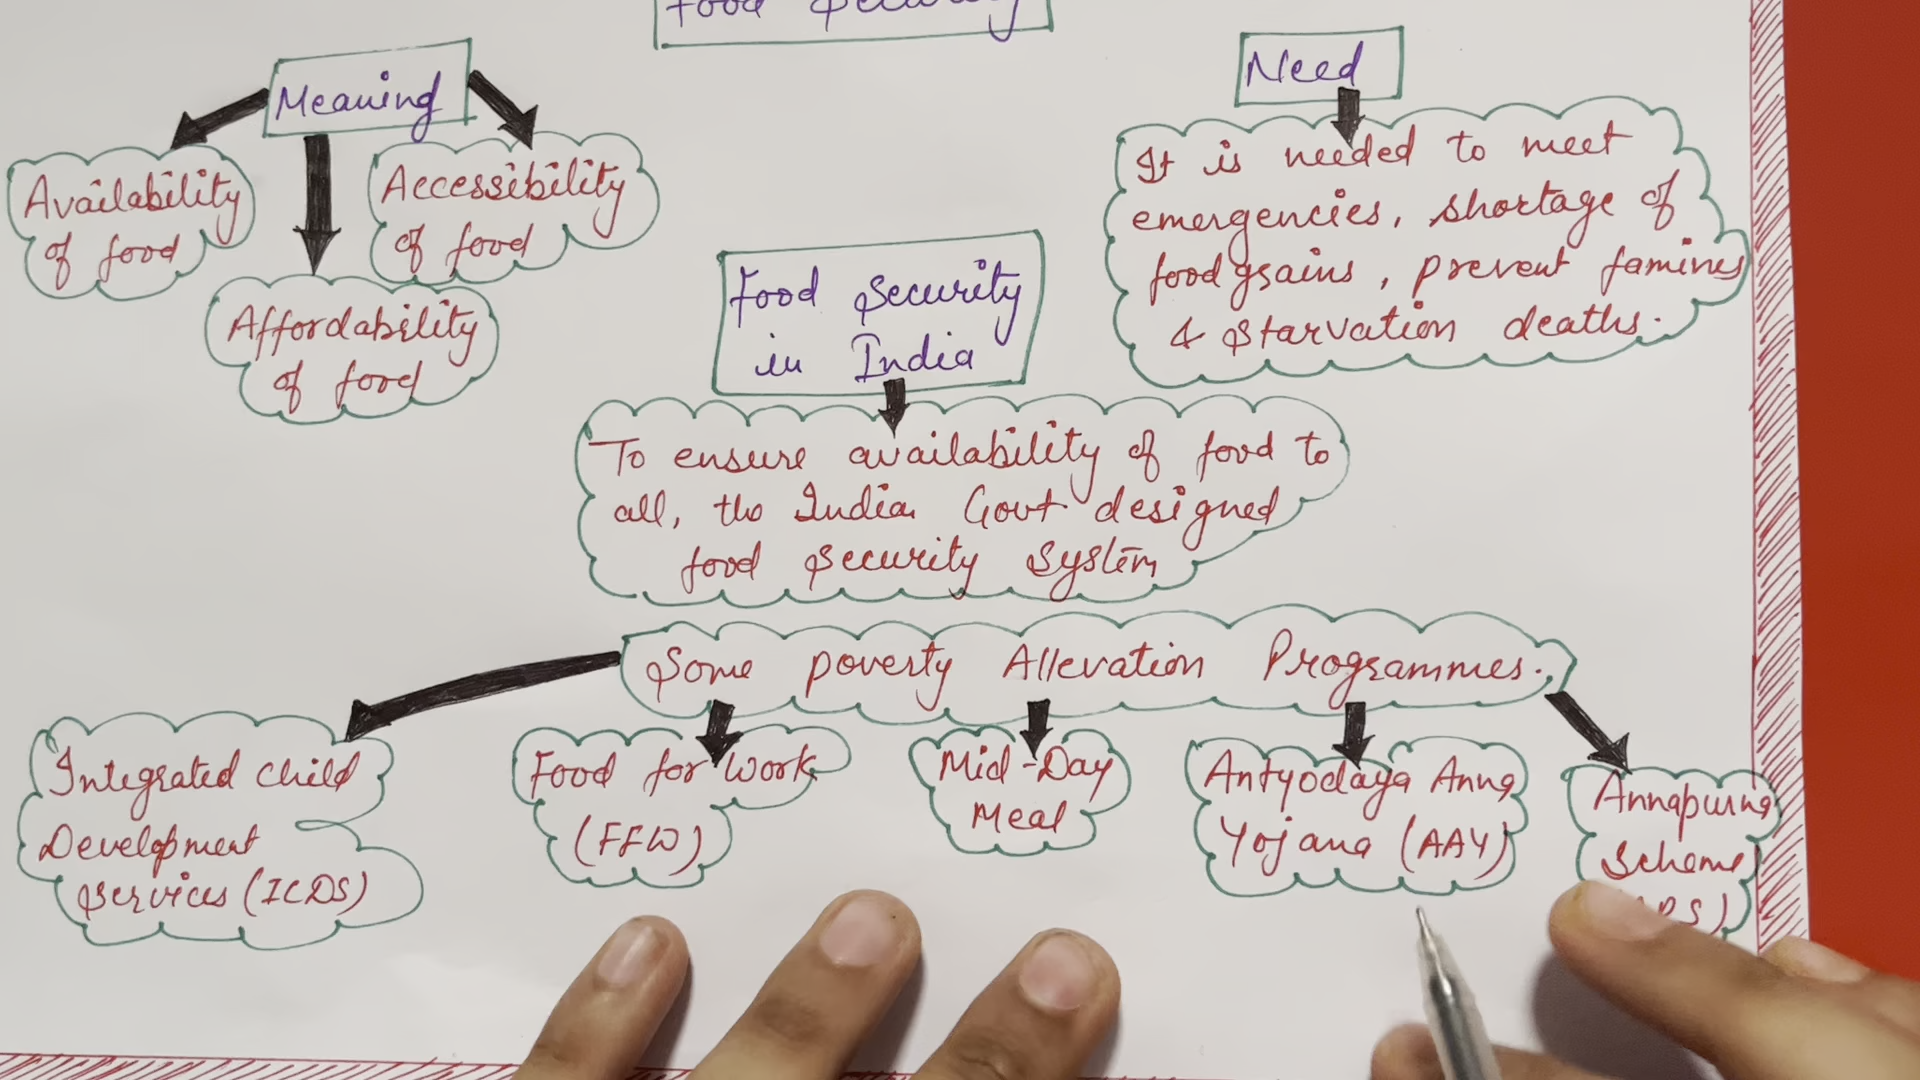 Food Security
Meaning
Availability
of food
Affordability
of food
Accessibility
of food
Need
It is needed to meet
emergencies, shortage of
foodgrains, prevent famines
& starvation deaths.
Food Security
in India
To ensure availability of food to
all, the India Govt designed
food security system
Some poverty Allevation Programmes.
Integrated child
Development
Services (ICDS)
Food for Work
(FFW)
Mid-Day
Meal
Antyodaya Anna
Yojana (AAY)
Annapurna
Scheme